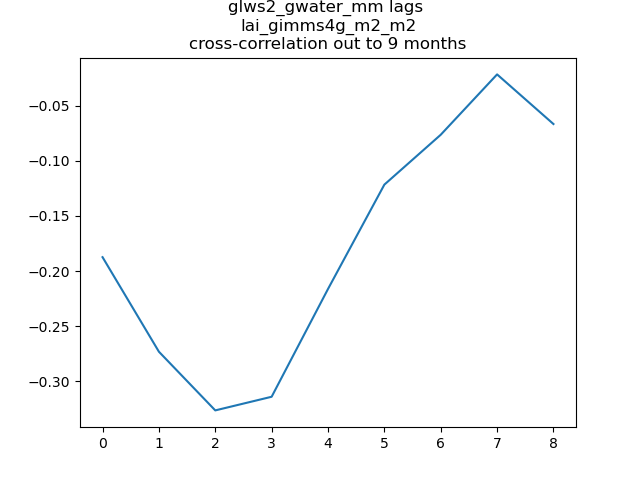 glws2_gwater_mm lags
lai_gimms4g_m2_m2
cross-correlation out to 9 months
−0.05
−0.10
−0.15
−0.20
−0.25
−0.30
0 1 2 3 4 5 6 7 8